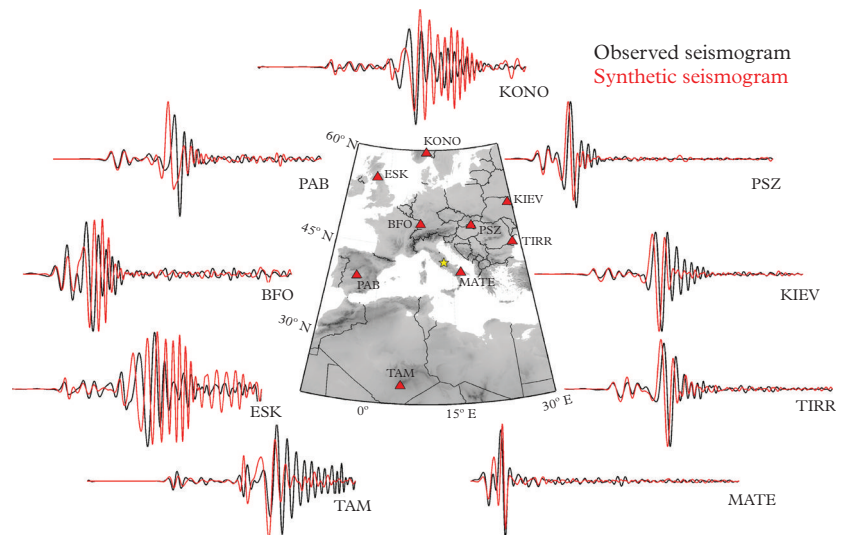 Observed seismogram
Synthetic seismogram
KONO
PAB
PSZ
BFO
KIEV
ESK
TIRR
TAM
MATE
60° N
45° N
30° N
0°
15° E
30° E
KONO
ESK
KIEV
BFO
PSZ
TIRR
PAB
MATE
TAM